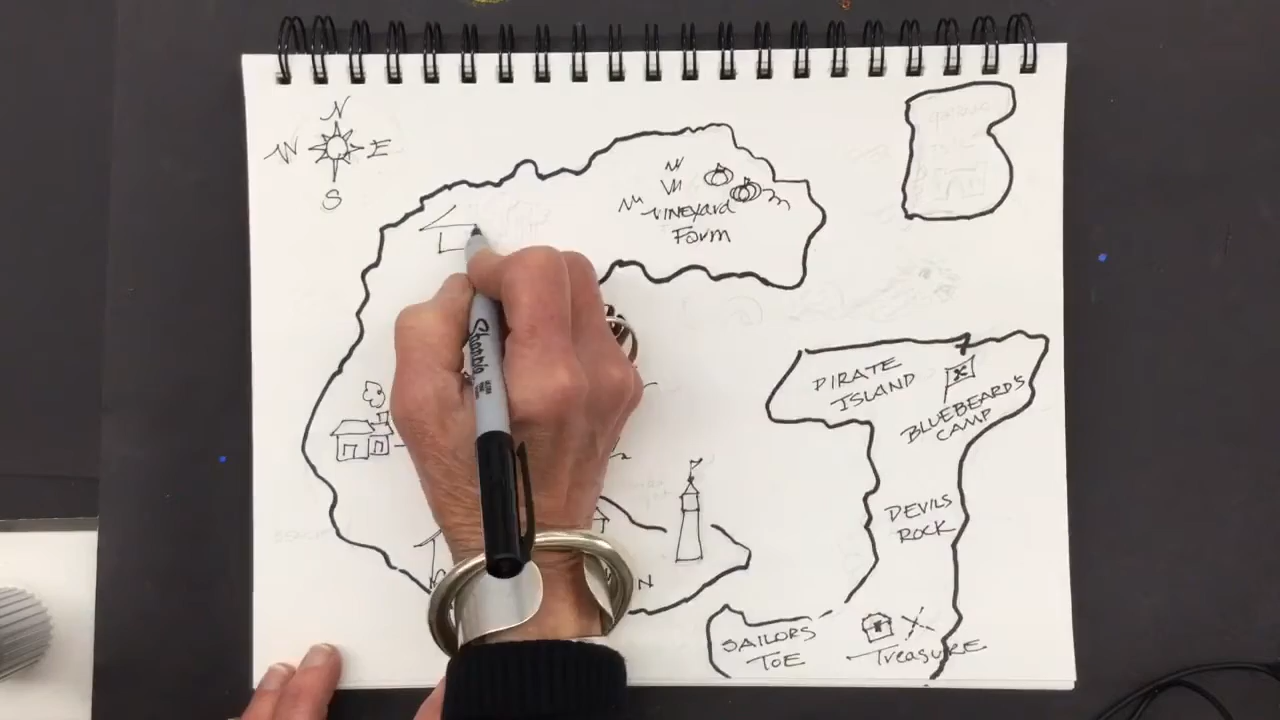 N
W E
S
VINEyard
Farm
PIRATE
ISLAND
BLUEBEARD'S
CAMP
DEVILS
ROCK
SAILORS
TOE
Treasure
Sharpie
N